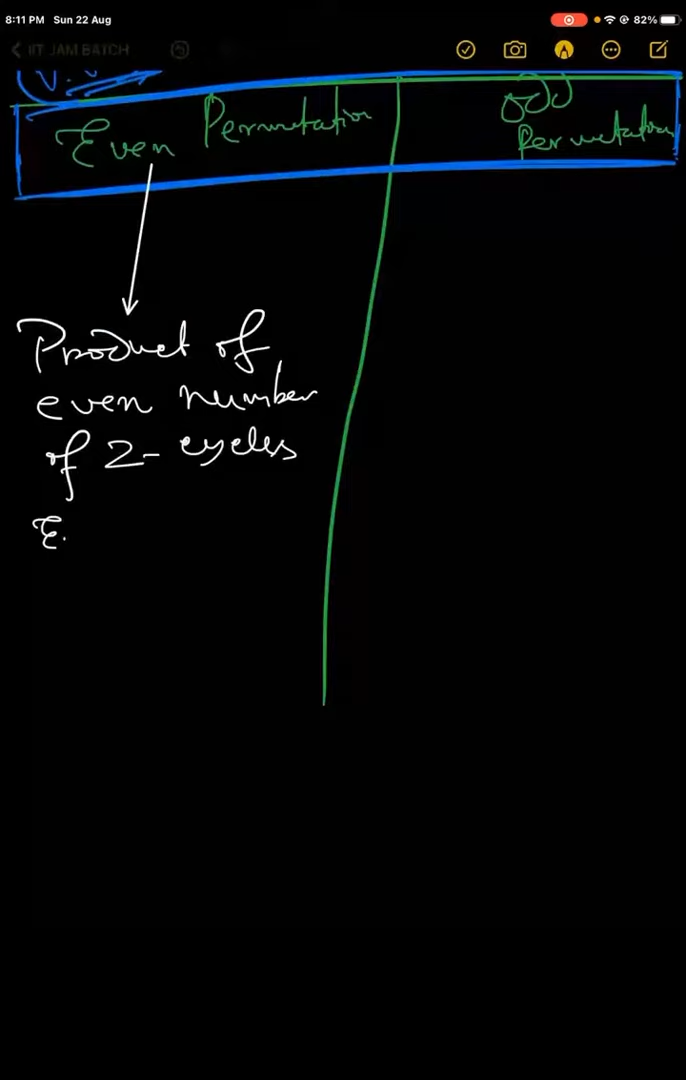 8:11 PM Sun 22 Aug
82%
IIT JAM BATCH
V. V
Even Permutation
odd
Permutation
Product of
even number
of 2- cycles
E.